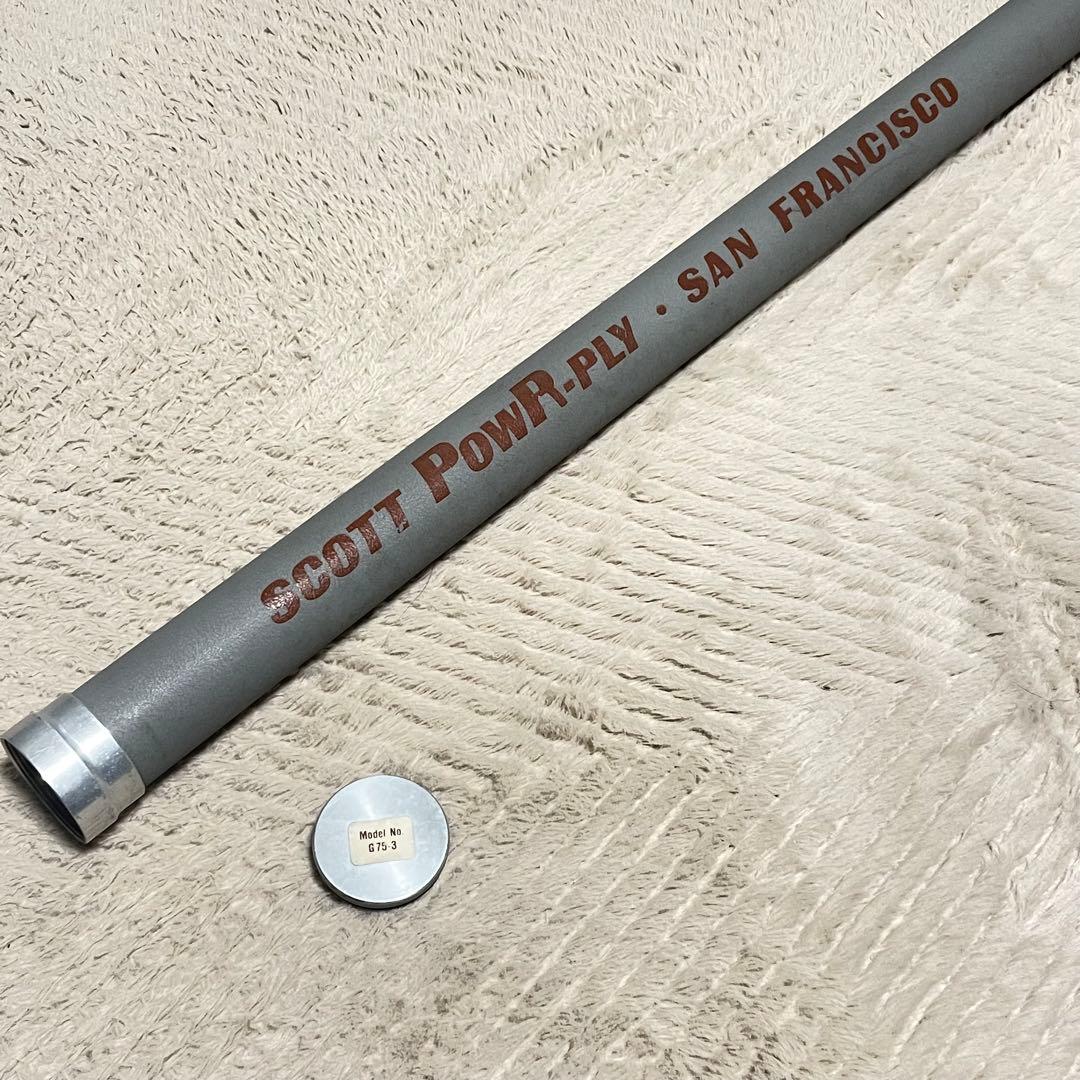 SCOTT PowR-PLY · SAN FRANCISCO
Model No.
G75-3